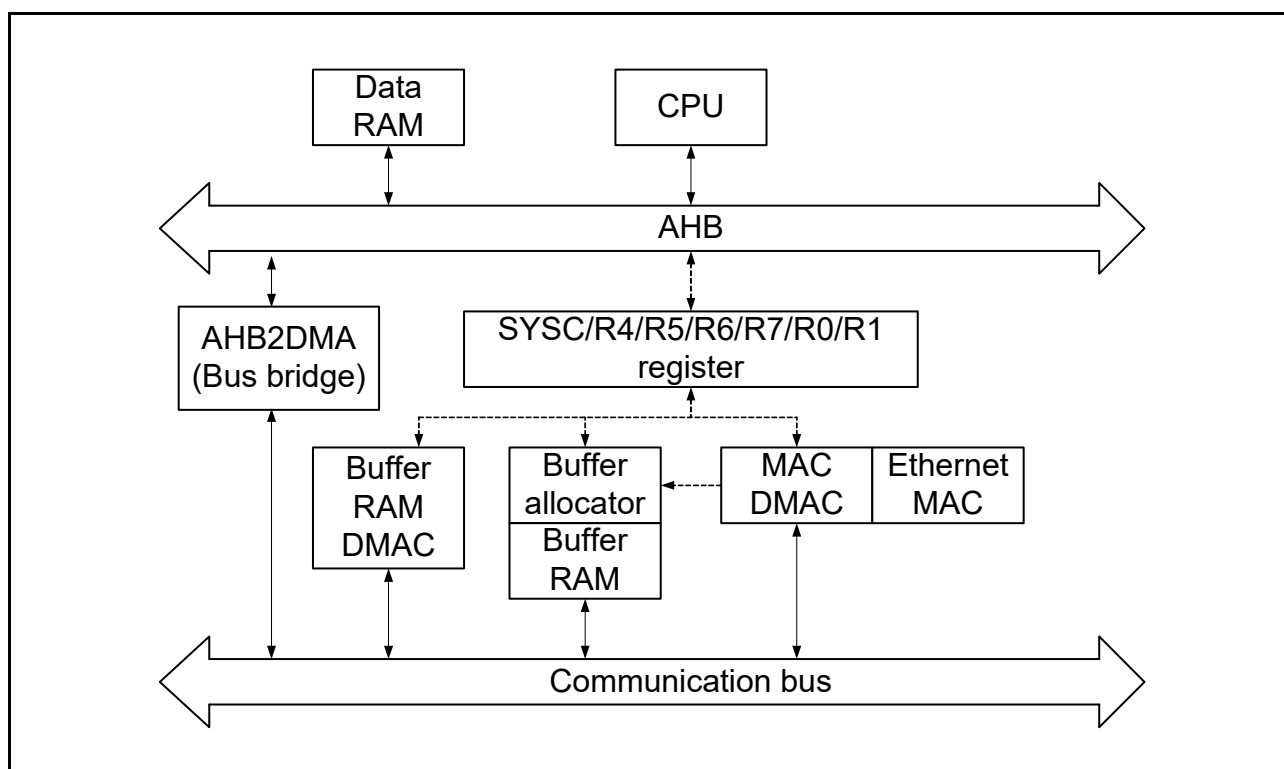 Data
RAM
CPU
AHB
AHB2DMA
(Bus bridge)
SYSC/R4/R5/R6/R7/R0/R1
register
Buffer
RAM
DMAC
Buffer
allocator
Buffer
RAM
MAC
DMAC
Ethernet
MAC
Communication bus